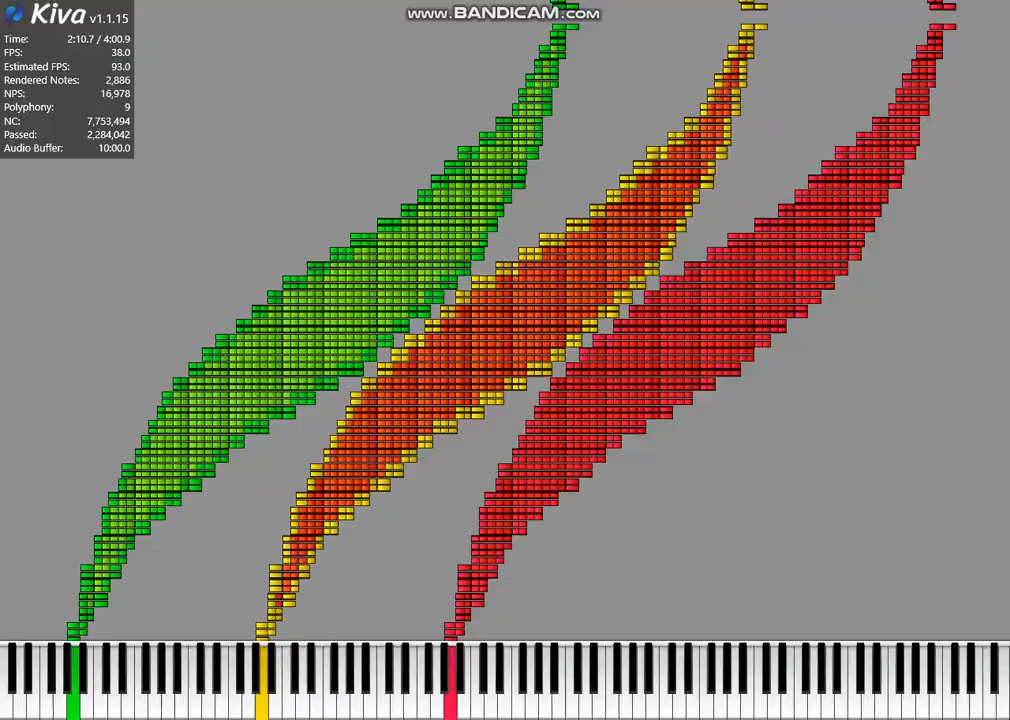 Kiva v1.1.15
www.BANDICAM.com
Time: 2:10.7 / 4:00.9
FPS: 38.0
Estimated FPS: 93.0
Rendered Notes: 2,886
NPS: 16,978
Polyphony: 9
NC: 7,753,494
Passed: 2,284,042
Audio Buffer: 10:00.0